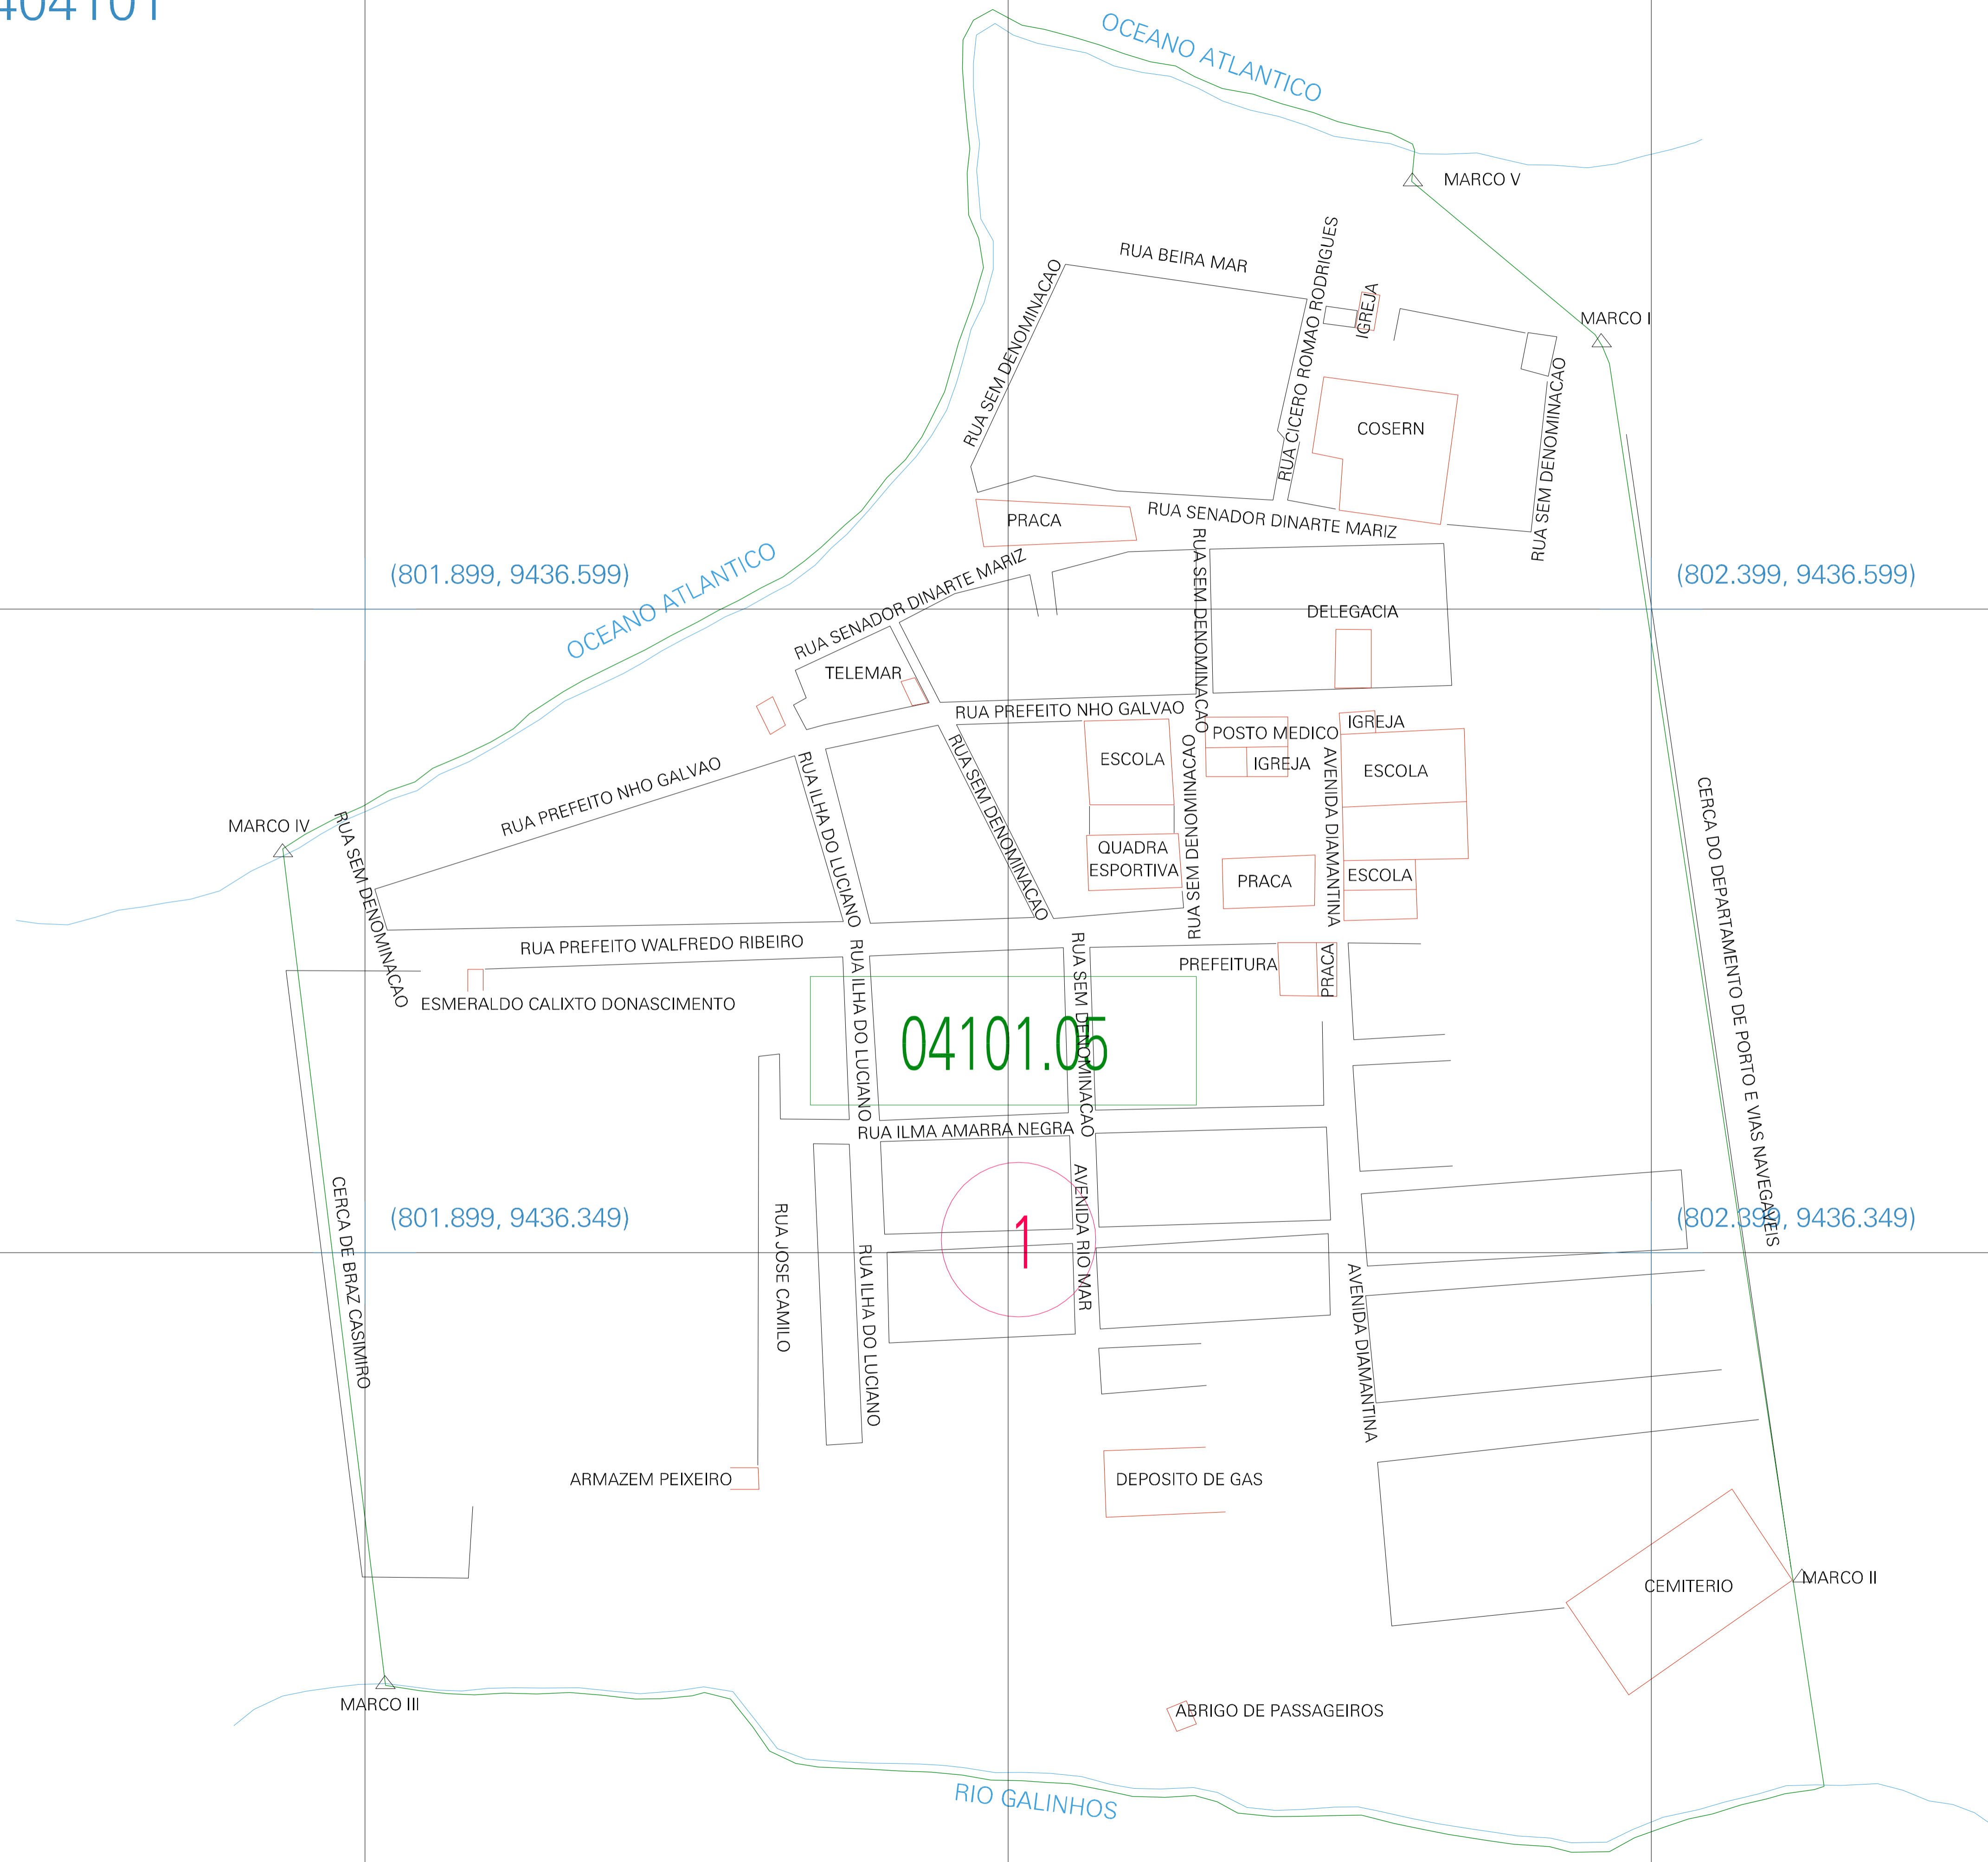 404101
OCEANO ATLANTICO
MARCO V
RUA BEIRA MAR
RUA CICERO ROMAO RODRIGUES
IGREJA
MARCO I
RUA SEM DENOMINACAO
COSERN
RUA SEM DENOMINACAO
PRACA
RUA SENADOR DINARTE MARIZ
OCEANO ATLANTICO
(801.899, 9436.599)
(802.399, 9436.599)
RUA SENADOR DINARTE MARIZ
RUA SEM DENOMINACAO
DELEGACIA
TELEMAR
RUA PREFEITO NHO GALVAO
POSTO MEDICO
IGREJA
IGREJA
ESCOLA
ESCOLA
RUA PREFEITO NHO GALVAO
RUA ILHA DO LUCIANO
RUA SEM DENOMINACAO
RUA SEM DENOMINACAO
AVENIDA DIAMANTINA
CERCA DO DEPARTAMENTO DE PORTO E VIAS NAVEGAVEIS
MARCO IV
RUA SEM DENOMINACAO
QUADRA
ESPORTIVA
PRACA
ESCOLA
RUA PREFEITO WALFREDO RIBEIRO
PREFEITURA
PRACA
ESMERALDO CALIXTO DONASCIMENTO
RUA ILHA DO LUCIANO
04101.05
RUA SEM DENOMINACAO
RUA ILMA AMARRA NEGRA
CERCA DE BRAZ CASIMIRO
(801.899, 9436.349)
(802.399, 9436.349)
RUA JOSE CAMILO
RUA ILHA DO LUCIANO
1
AVENIDA RIO MAR
AVENIDA DIAMANTINA
ARMAZEM PEIXEIRO
DEPOSITO DE GAS
CEMITERIO
MARCO II
MARCO III
ABRIGO DE PASSAGEIROS
RIO GALINHOS